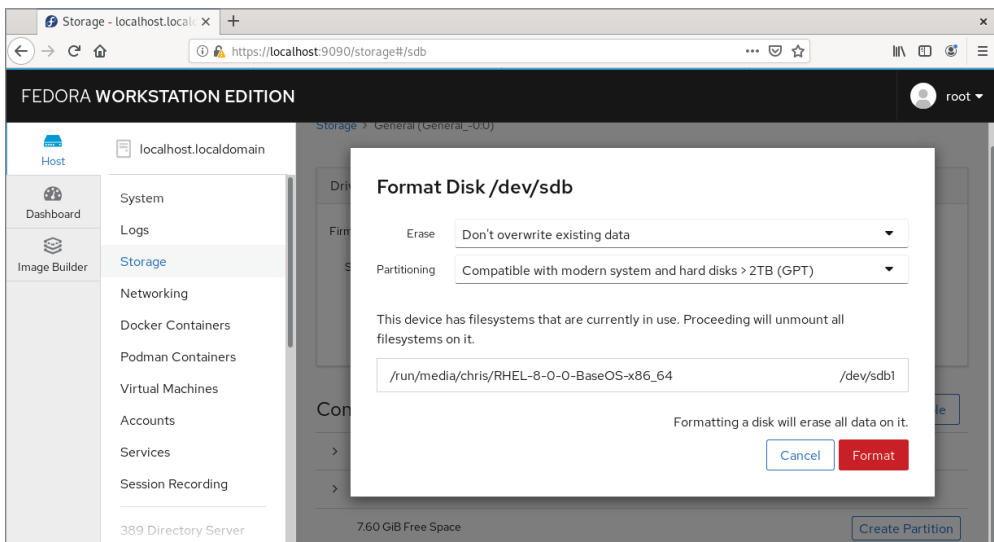 Storage - localhost.locald
https://localhost:9090/storage#/sdb
FEDORA WORKSTATION EDITION
root
Host
Dashboard
Image Builder
localhost.localdomain
System
Logs
Storage
Networking
Docker Containers
Podman Containers
Virtual Machines
Accounts
Services
Session Recording
389 Directory Server
Storage > General (General_-0:0)
Driv
Firm
S
Format Disk /dev/sdb
Erase
Don't overwrite existing data
Partitioning
Compatible with modern system and hard disks > 2TB (GPT)
This device has filesystems that are currently in use. Proceeding will unmount all
filesystems on it.
/run/media/chris/RHEL-8-0-0-BaseOS-x86_64 /dev/sdb1
Formatting a disk will erase all data on it.
Cancel
Format
Con
le
7.60 GiB Free Space
Create Partition